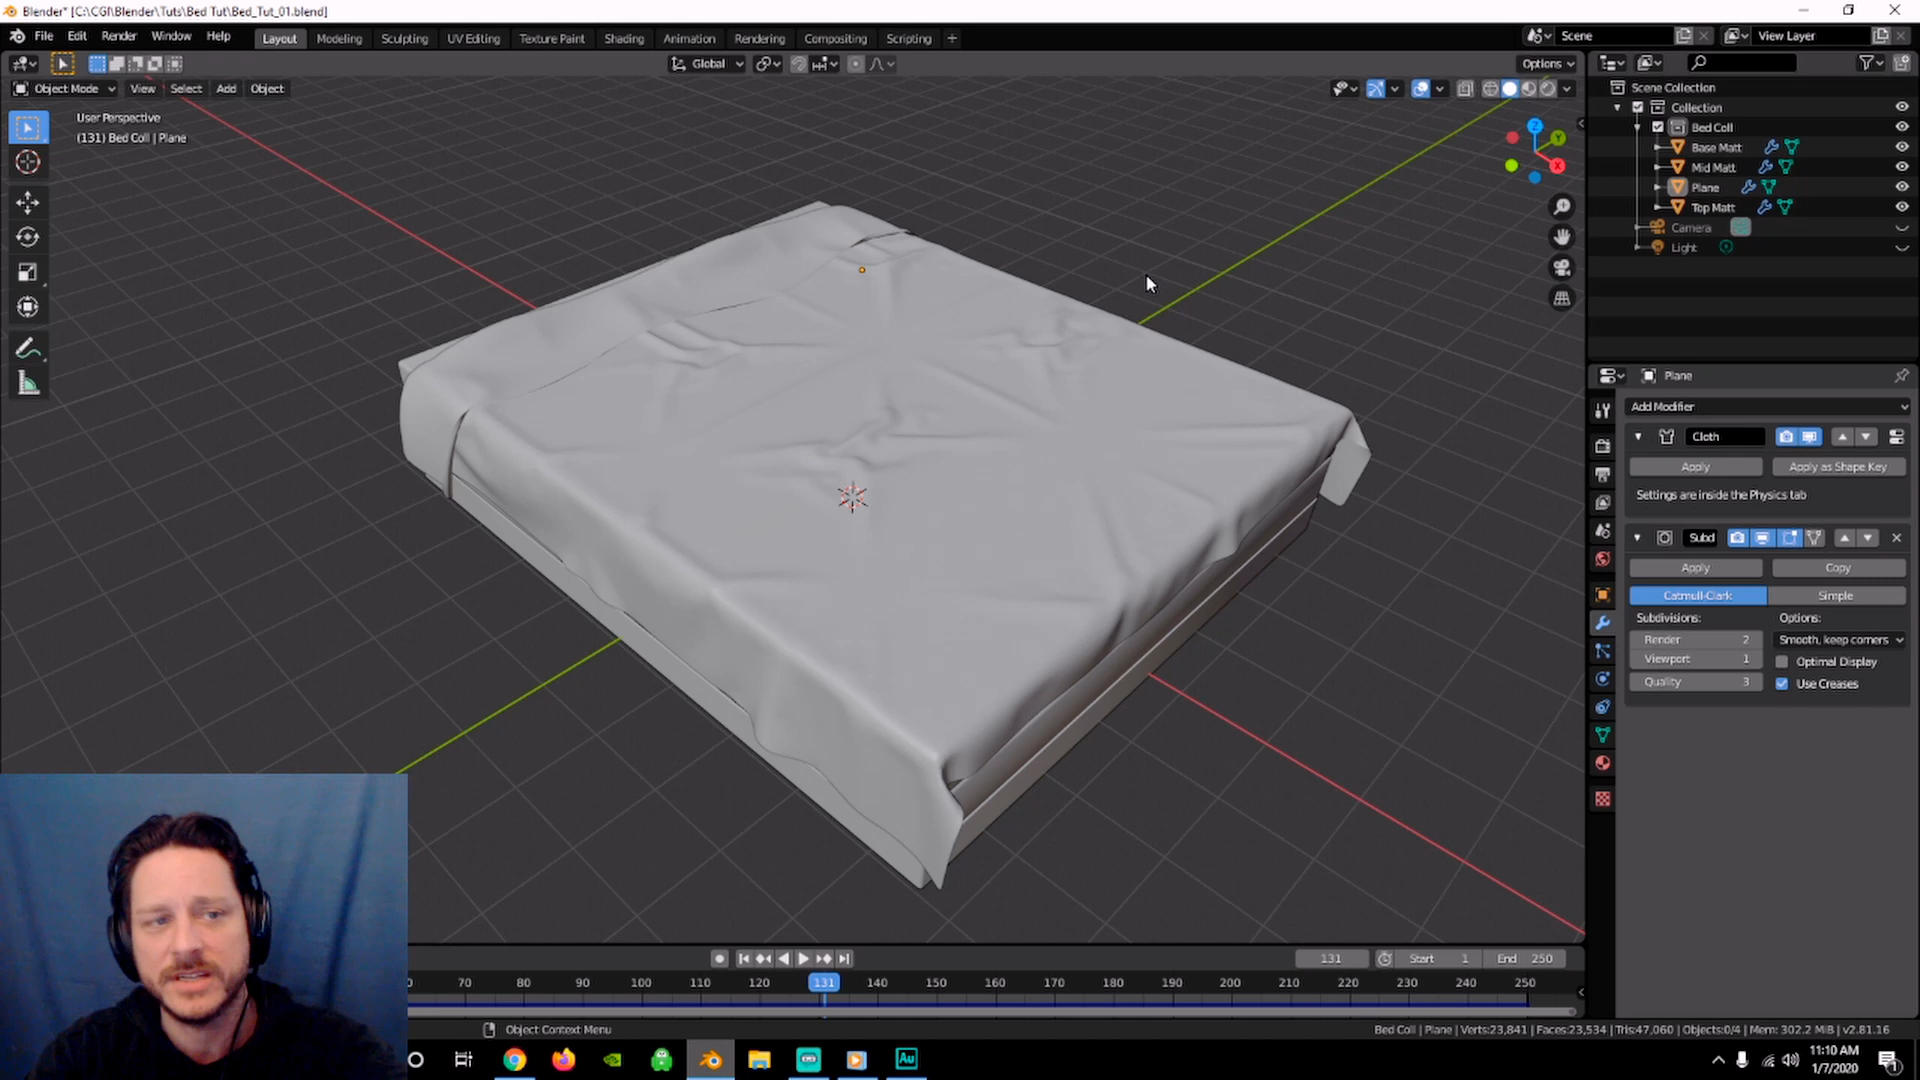 Blender* [C:\CGI\Blender\Tuts\Bed Tut\Bed_Tut_01.blend]
File Edit Render Window Help Layout Modeling Sculpting UV Editing Texture Paint Shading Animation Rendering Compositing Scripting + Scene View Layer
Global Options
Object Mode View Select Add Object
User Perspective
(131) Bed Coll | Plane
Z
Y
X
Scene Collection
Collection
Bed Coll
Base Matt
Mid Matt
Plane
Top Matt
Camera
Light
Plane
Add Modifier
Cloth
Apply Apply as Shape Key
Settings are inside the Physics tab
Subd
Apply Copy
Catmull-Clark Simple
Subdivisions: Options:
Render 2 Smooth, keep corners
Viewport 1 Optimal Display
Quality 3 Use Creases
131 Start 1 End 250
70 80 90 100 110 120 131 140 150 160 170 180 190 200 210 220 230 240 250
Object Context Menu
Bed Coll | Plane | Verts:23,841 | Faces:23,534 | Tris:47,060 | Objects:0/4 | Mem: 302.2 MiB | v2.81.16
Au
11:10 AM
1/7/2020
1